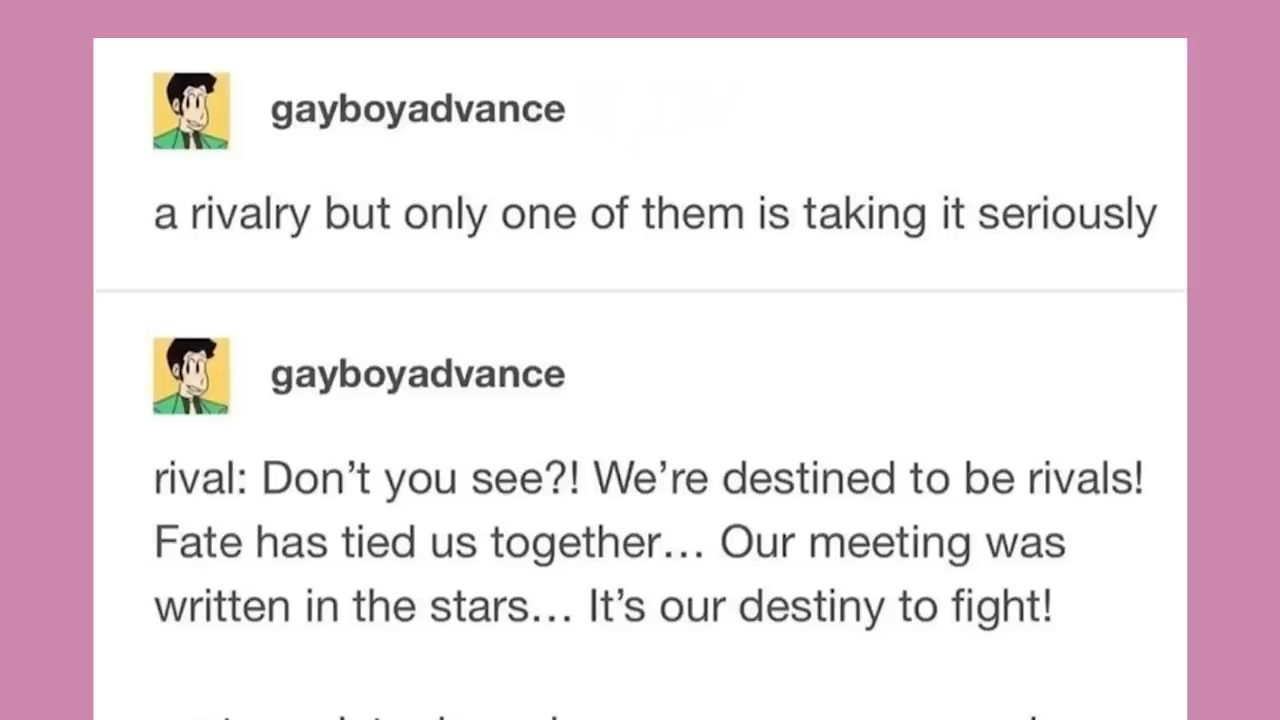 gayboyadvance
a rivalry but only one of them is taking it seriously
gayboyadvance
rival: Don’t you see?! We’re destined to be rivals!
Fate has tied us together... Our meeting was
written in the stars... It’s our destiny to fight!